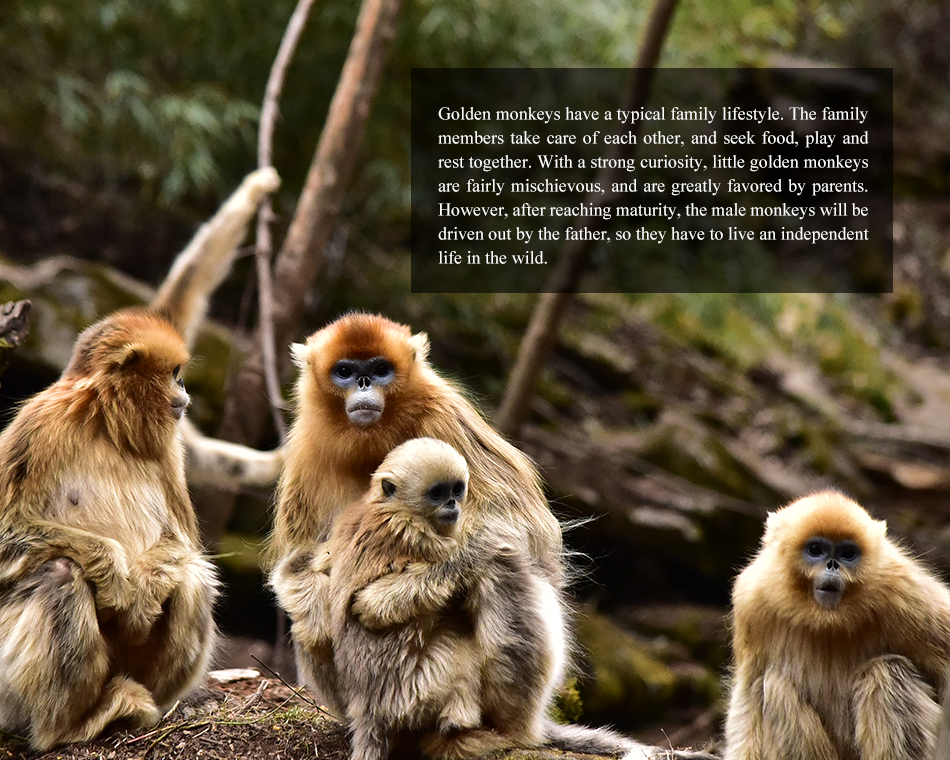 Golden monkeys have a typical family lifestyle. The family
members take care of each other, and seek food, play and
rest together. With a strong curiosity, little golden monkeys
are fairly mischievous, and are greatly favored by parents.
However, after reaching maturity, the male monkeys will be
driven out by the father, so they have to live an independent
life in the wild.